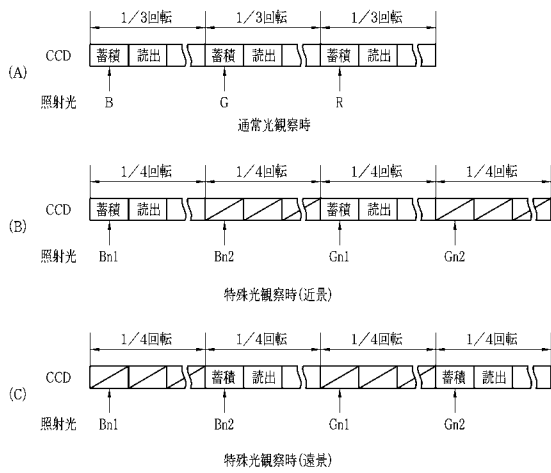 1/3回転 1/3回転 1/3回転
(A) CCD 蓄積 読出 蓄積 読出 蓄積 読出
照射光 B G R
通常光観察時
1/4回転 1/4回転 1/4回転 1/4回転
(B) CCD 蓄積 読出 蓄積 読出
照射光 Bn1 Bn2 Gn1 Gn2
特殊光観察時(近景)
1/4回転 1/4回転 1/4回転 1/4回転
(C) CCD 蓄積 読出 蓄積 読出
照射光 Bn1 Bn2 Gn1 Gn2
特殊光観察時(遠景)